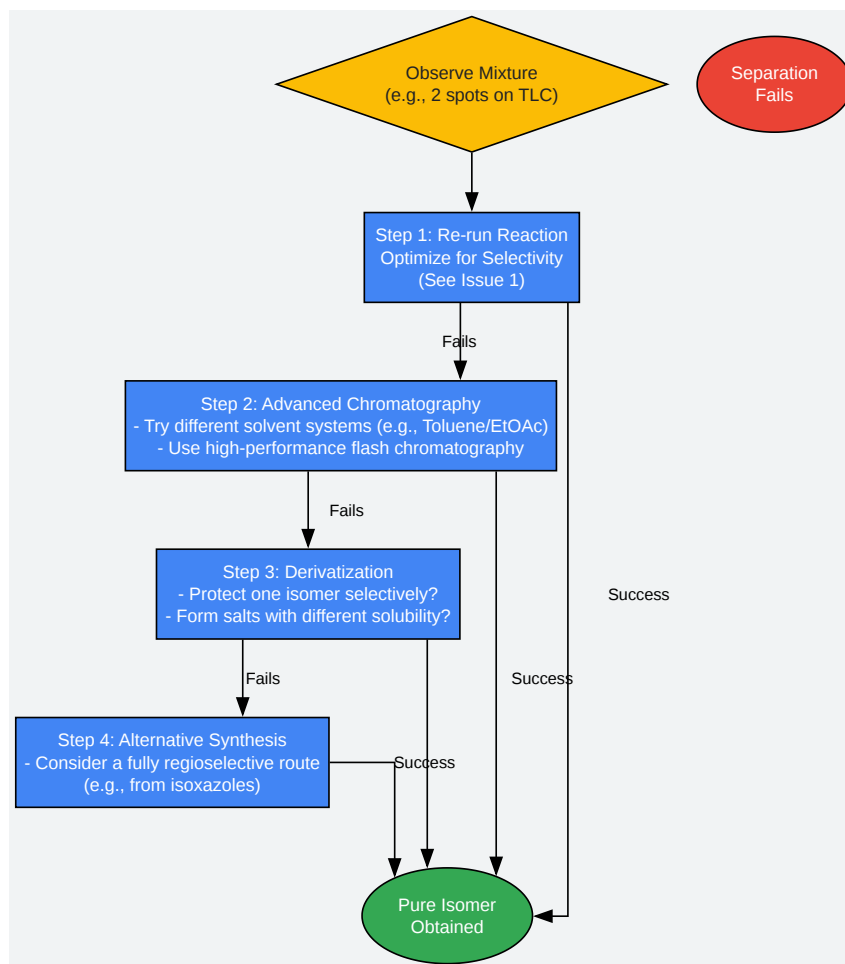 Observe Mixture
(e.g., 2 spots on TLC)
Separation
Fails
Step 1: Re-run Reaction
Optimize for Selectivity
(See Issue 1)
Fails
Step 2: Advanced Chromatography
- Try different solvent systems (e.g., Toluene/EtOAc)
- Use high-performance flash chromatography
Fails
Step 3: Derivatization
- Protect one isomer selectively?
- Form salts with different solubility?
Success
Fails
Success
Step 4: Alternative Synthesis
- Consider a fully regioselective route
(e.g., from isoxazoles)
Success
Pure Isomer
Obtained